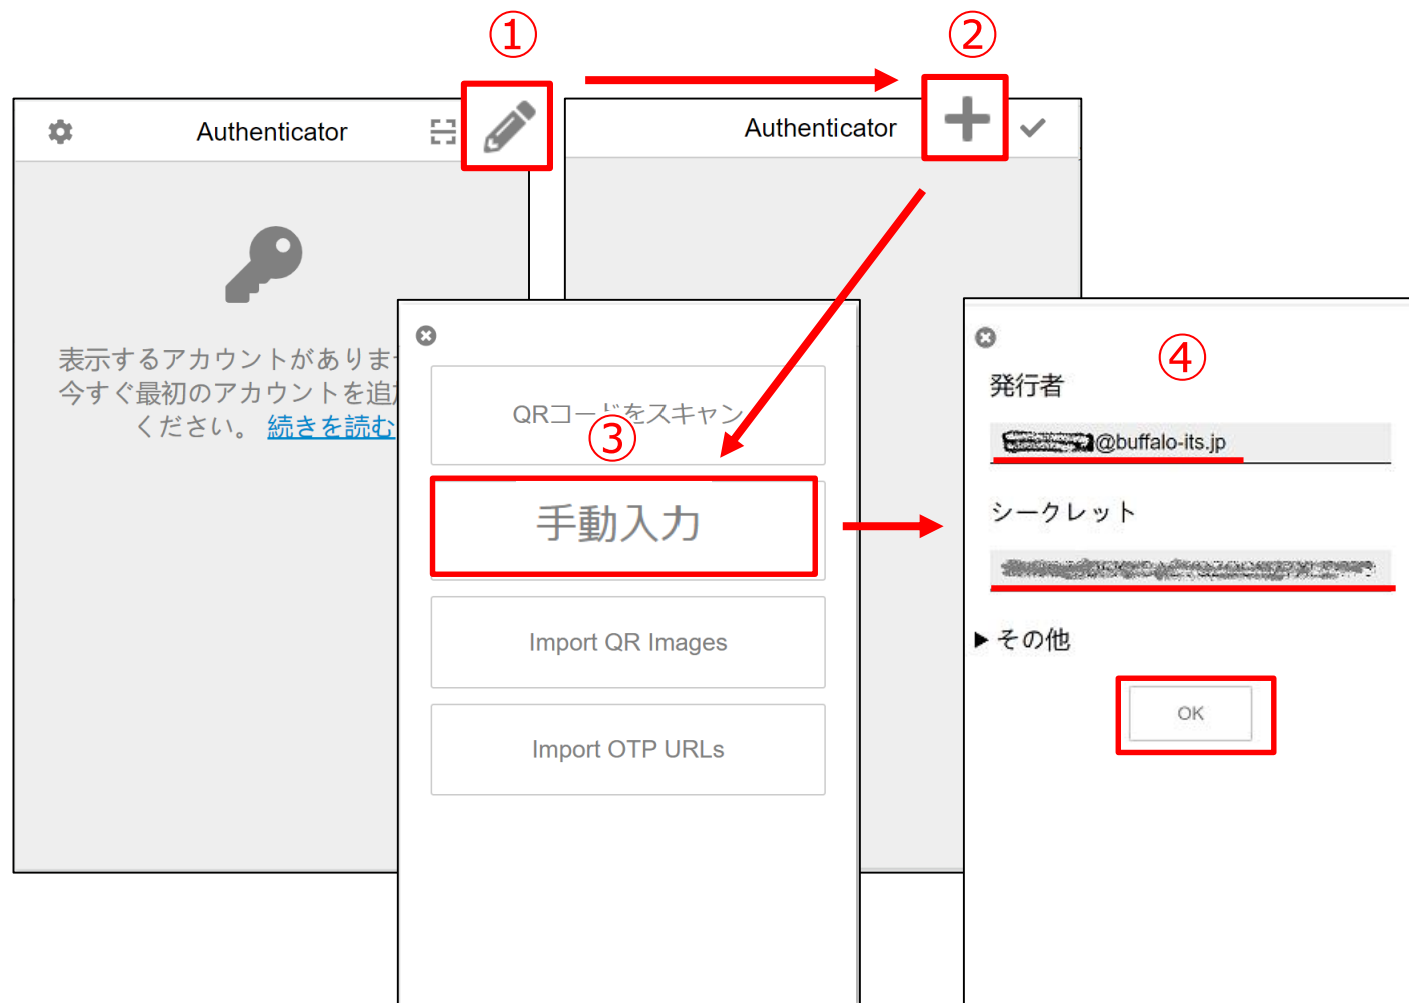 ①
②
Authenticator
Authenticator
表示するアカウントがありませ
今すぐ最初のアカウントを追加
ください。 続きを読む
QRコードをスキャン
③
手動入力
Import QR Images
Import OTP URLs
④
発行者
@buffalo-its.jp
シークレット
▶ その他
OK